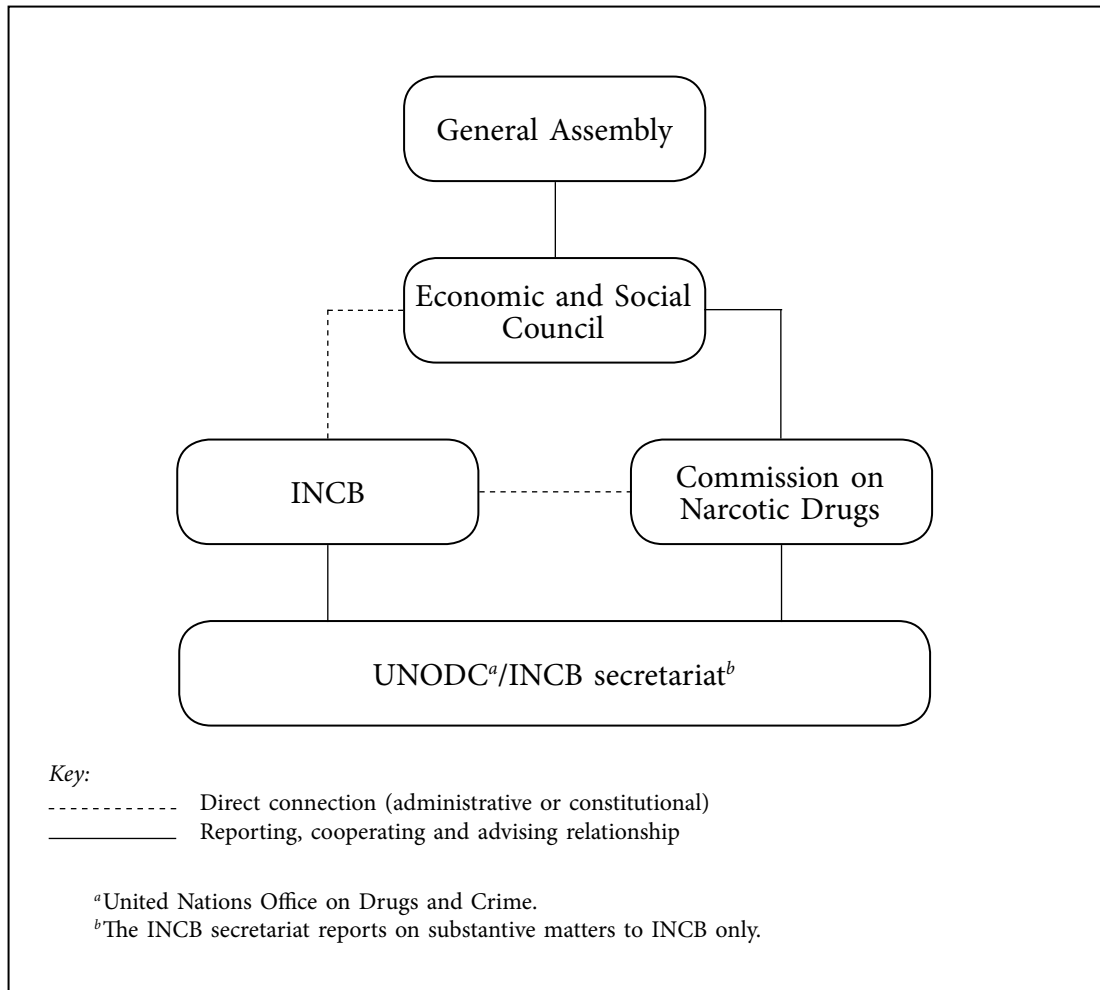 General Assembly
Economic and Social
Council
INCB
Commission on
Narcotic Drugs
UNODCᵃ/INCB secretariatᵇ
Key:
Direct connection (administrative or constitutional)
Reporting, cooperating and advising relationship
ᵃUnited Nations Office on Drugs and Crime.
ᵇThe INCB secretariat reports on substantive matters to INCB only.